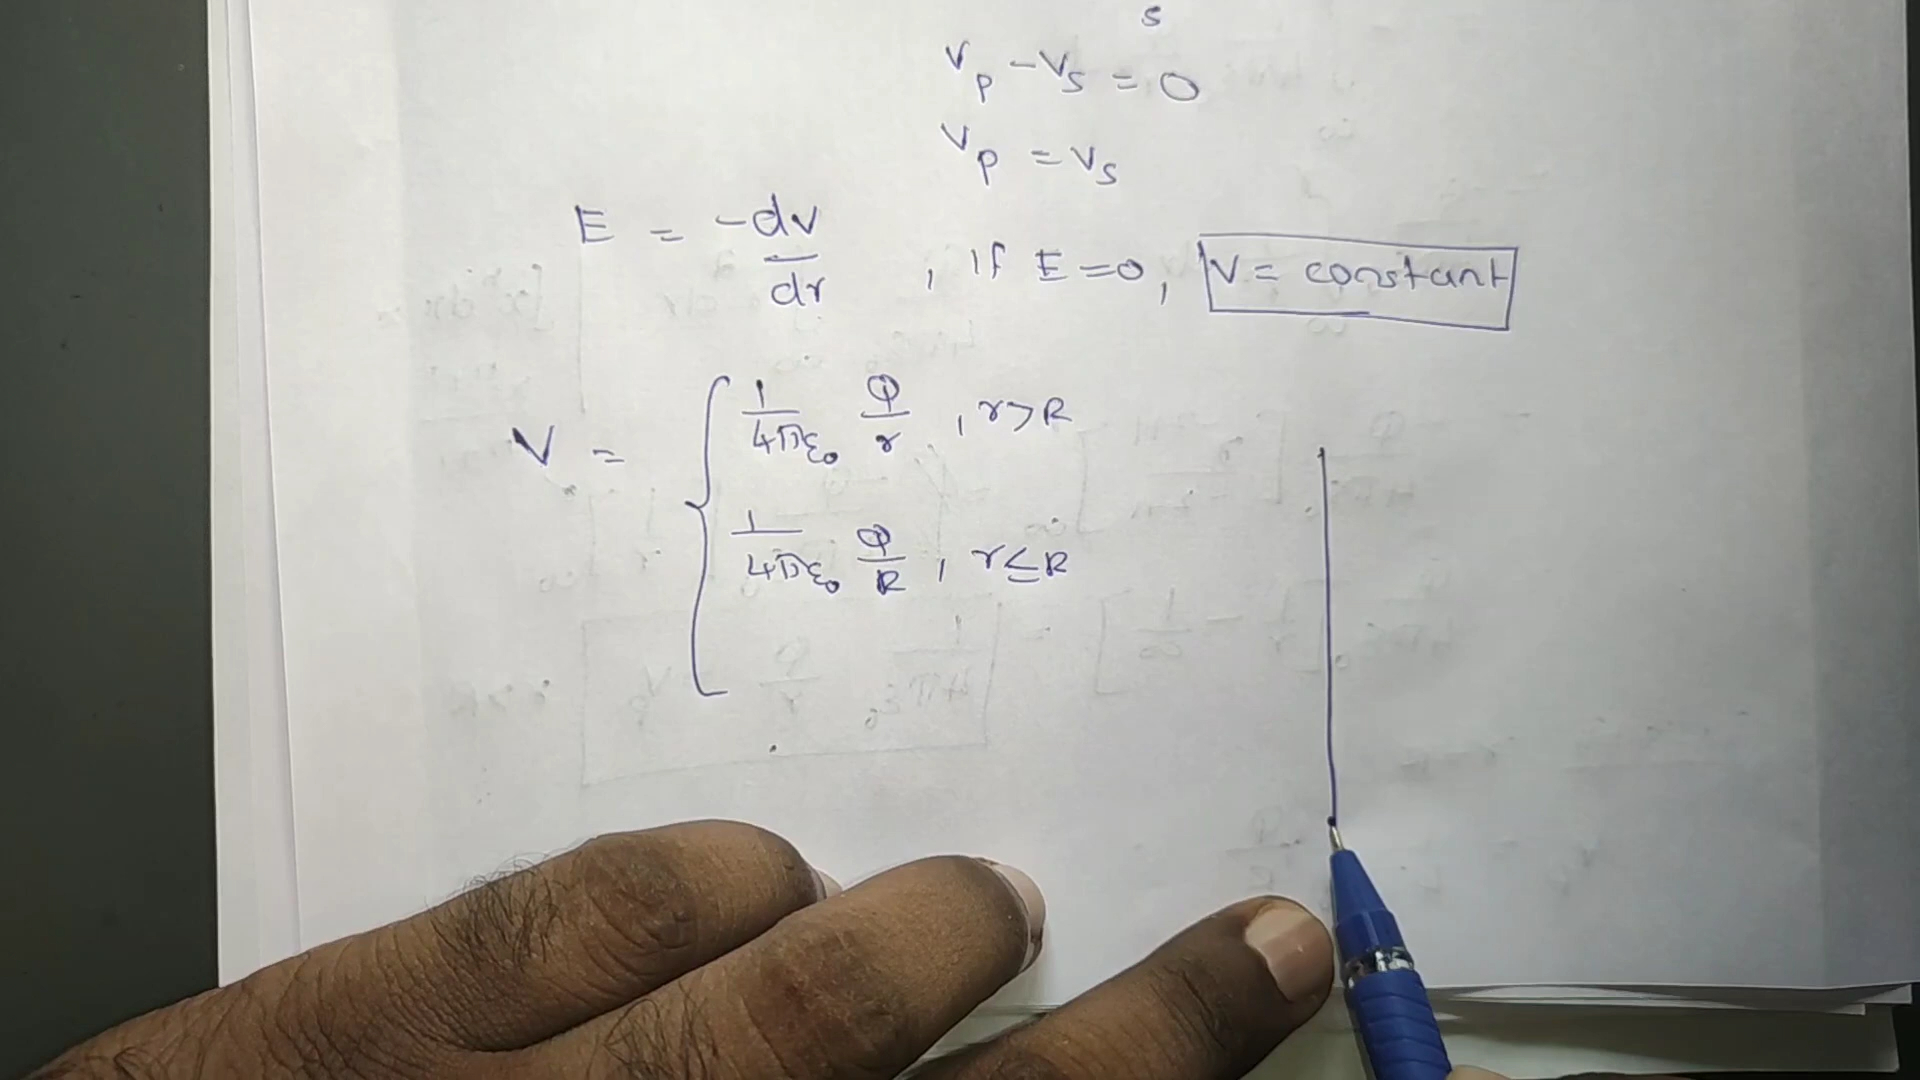 s
Vp - Vs = 0
Vp = Vs
E = -dv/dr , if E = 0, V = constant
V = { 1/4πε₀ Q/r , r > R
1/4πε₀ Q/R , r ≤ R